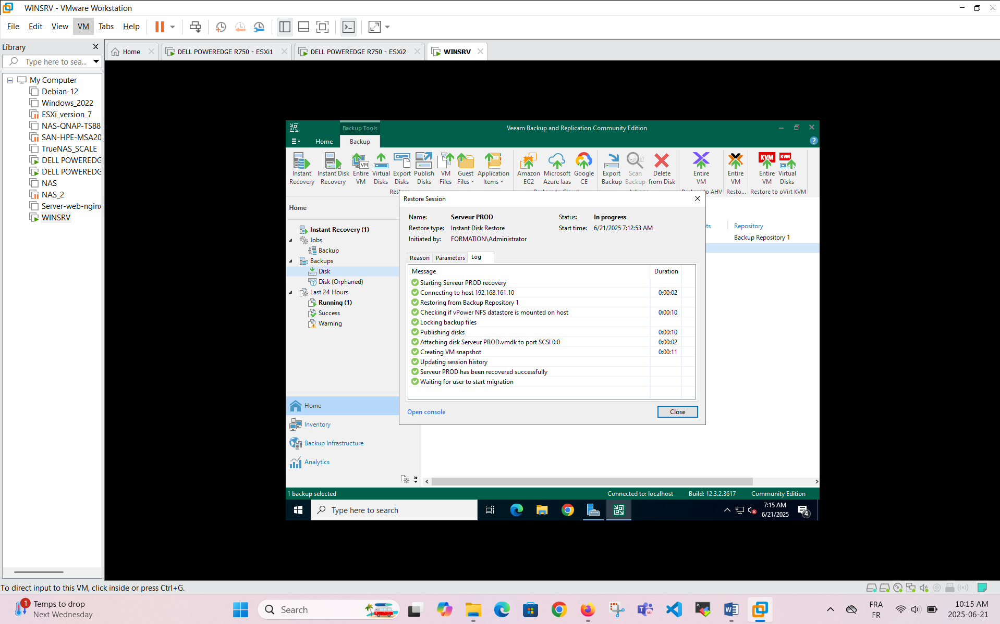 WINSRV - VMware Workstation
File Edit View VM Tabs Help
Library
Type here to sea...
Home
DELL POWEREDGE R750 - ESXi1
DELL POWEREDGE R750 - ESXi2
WINSRV
My Computer
Debian-12
Windows_2022
ESXi_version_7
NAS-QNAP-TS88
SAN-HPE-MSA20
TrueNAS_SCALE
DELL POWEREDG
DELL POWEREDG
NAS
NAS_2
Server-web-nginx
WINSRV
Backup Tools
Veeam Backup and Replication Community Edition
Home Backup
Instant Recovery
Instant Disk Recovery
Entire VM
Virtual Disks
Export Disks
Publish Disks
VM Files
Guest Files
Application Items
Amazon EC2
Microsoft Azure Iaas
Google CE
Export Backup
Scan Backup
Delete from Disk
Entire VM
Entire VM
KVM
Entire VM
KVM
Virtual Disks
Resto...
Restore to oVirt KVM
Home
Instant Recovery (1)
Jobs
Backup
Backups
Disk
Disk (Orphaned)
Last 24 Hours
Running (1)
Success
Warning
Home
Inventory
Backup Infrastructure
Analytics
ts Repository
Backup Repository 1
Restore Session
Name: Serveur PROD Status: In progress
Restore type: Instant Disk Restore Start time: 6/21/2025 7:12:53 AM
Initiated by: FORMATION\Administrator
Reason Parameters Log
Message Duration
Starting Serveur PROD recovery
Connecting to host 192.168.161.10 0:00:02
Restoring from Backup Repository 1
Checking if vPower NFS datastore is mounted on host 0:00:10
Locking backup files
Publishing disks 0:00:10
Attaching disk Serveur PROD.vmdk to port SCSI 0:0 0:00:02
Creating VM snapshot 0:00:11
Updating session history
Serveur PROD has been recovered successfully
Waiting for user to start migration
Open console Close
1 backup selected Connected to: localhost Build: 12.3.2.3617 Community Edition
Type here to search
7:15 AM
6/21/2025
4
To direct input to this VM, click inside or press Ctrl+G.
1
Temps to drop
Next Wednesday
Search
FRA
FR
10:15 AM
2025-06-21